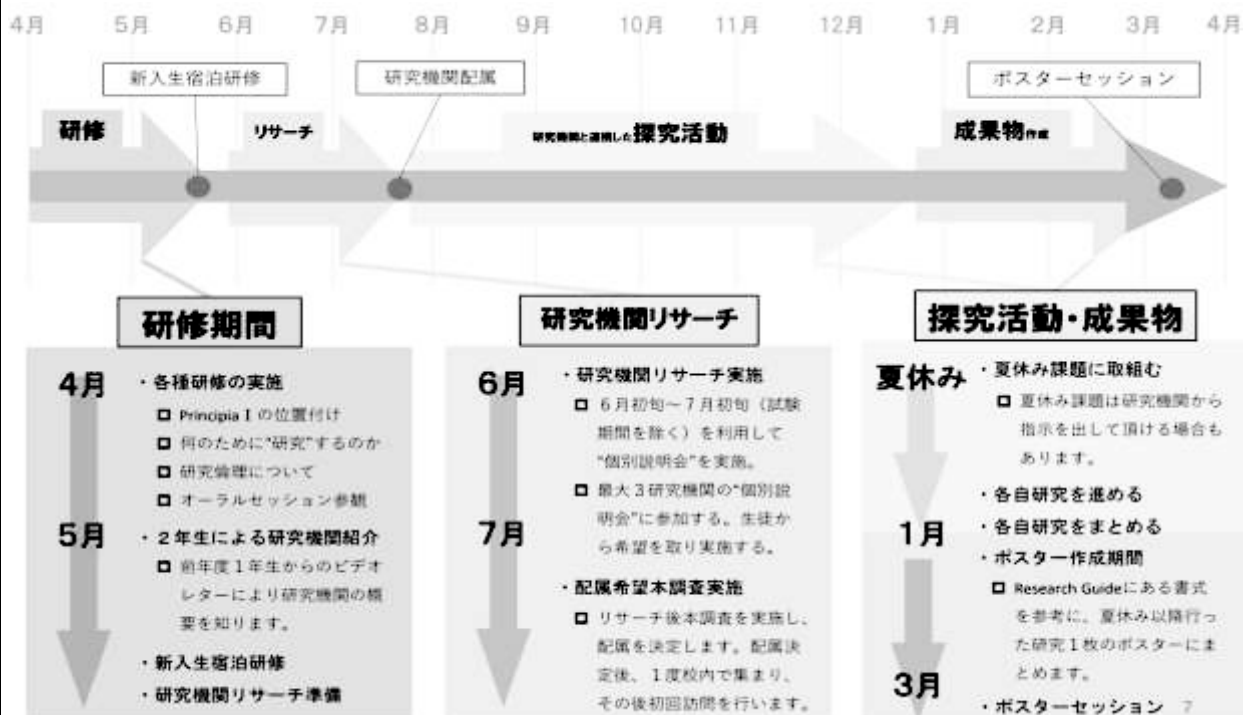 4月 5月 6月 7月 8月 9月 10月 11月 12月 1月 2月 3月 4月
新入生宿泊研修
研究機関配属
ポスターセッション
研修
リサーチ
研究機関と連携した探究活動
成果物作成
研修期間
4月
・各種研修の実施
Principia Ⅰ の位置付け
何のために“研究”するのか
研究倫理について
オーラルセッション参観
5月
・２年生による研究機関紹介
前年度１年生からのビデオ
レターにより研究機関の概
要を知ります。
・新入生宿泊研修
・研究機関リサーチ準備
研究機関リサーチ
6月
・研究機関リサーチ実施
６月初旬～７月初旬（試験
期間を除く）を利用して
“個別説明会”を実施。
最大３研究機関の“個別説
明会”に参加する。生徒か
ら希望を取り実施する。
7月
・配属希望本調査実施
リサーチ後本調査を実施し、
配属を決定します。配属決
定後、１度校内で集まり、
その後初回訪問を行います。
探究活動・成果物
夏休み
・夏休み課題に取組む
夏休み課題は研究機関から
指示を出して頂ける場合も
あります。
・各自研究を進める
1月
・各自研究をまとめる
・ポスター作成期間
Research Guideにある書式
を参考に、夏休み以降行っ
た研究１枚のポスターにま
とめます。
3月
・ポスターセッション
7